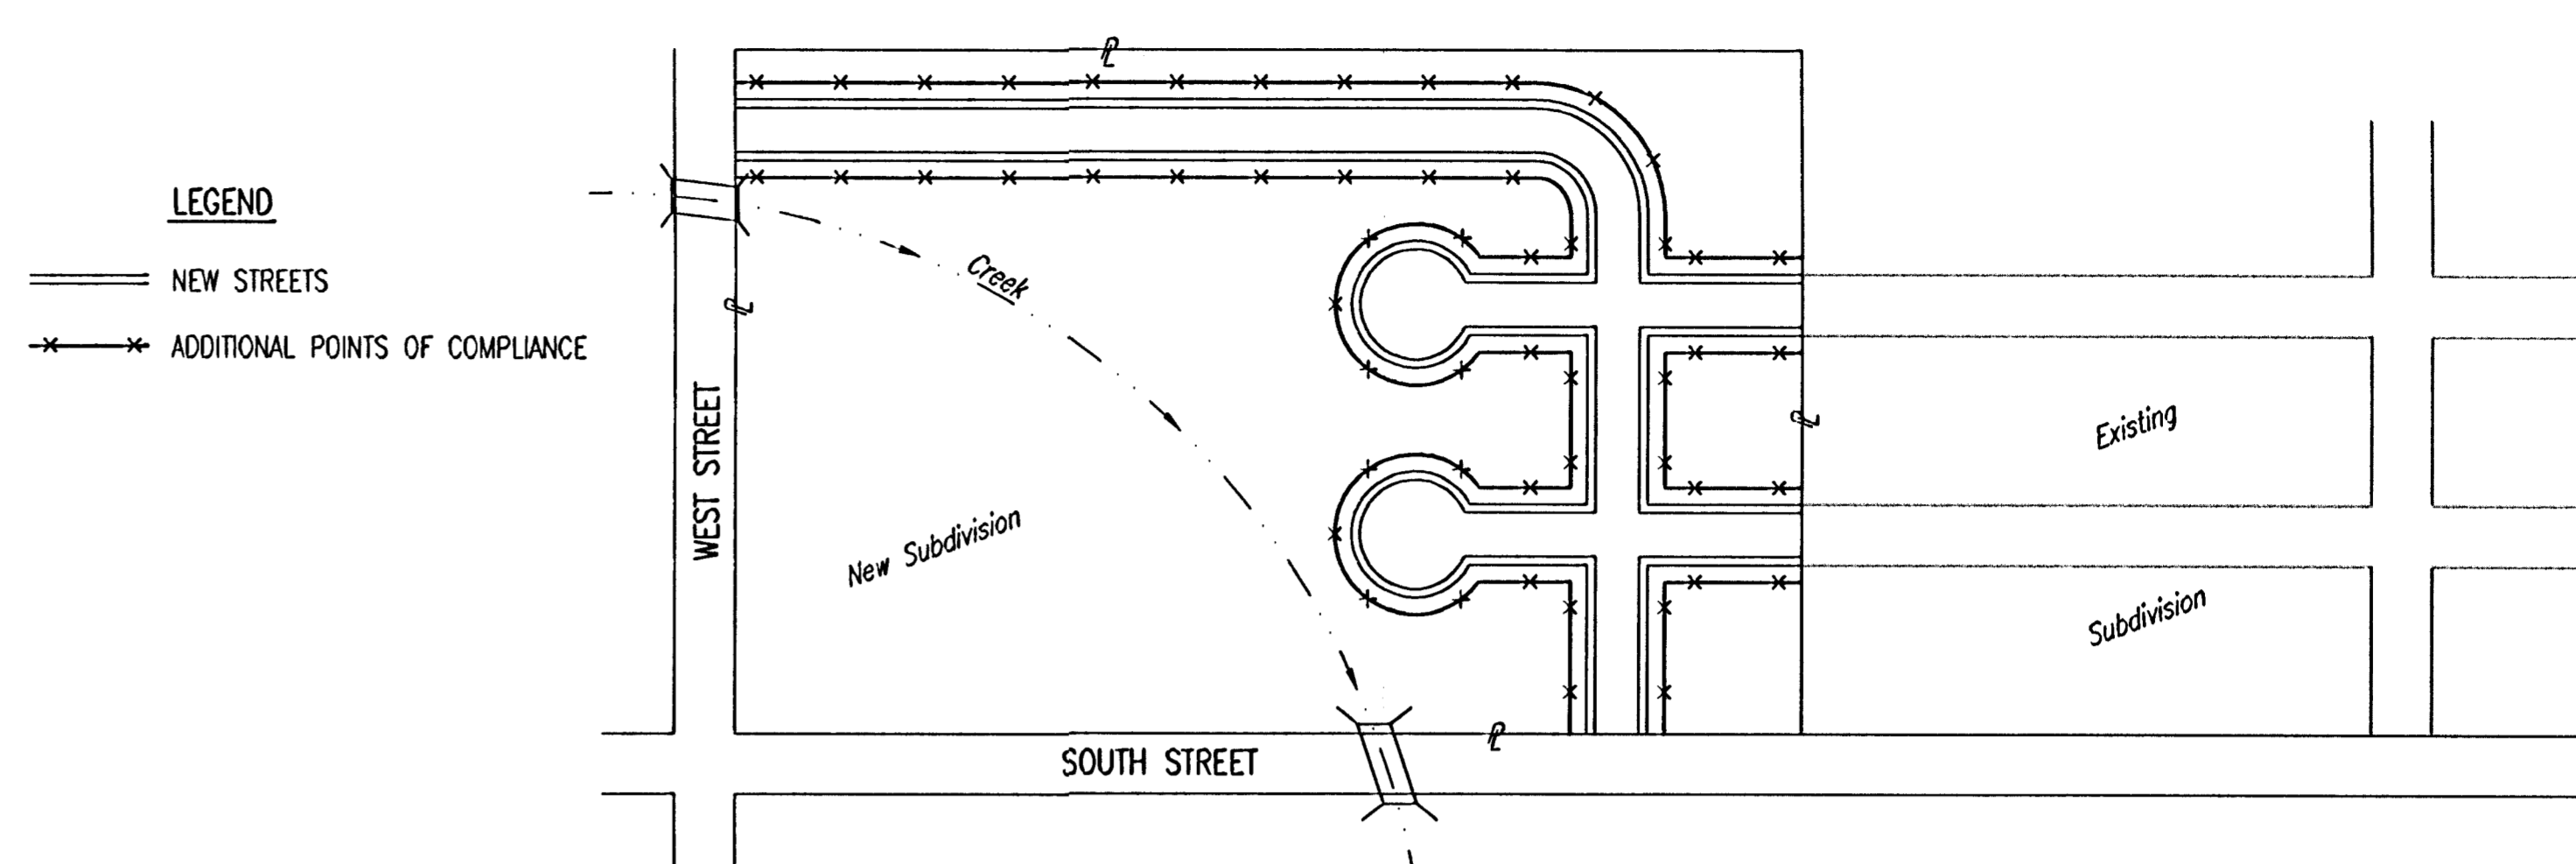 ℄
LEGEND
NEW STREETS
ADDITIONAL POINTS OF COMPLIANCE
℄
Creek
WEST STREET
New Subdivision
℄
Existing
Subdivision
℄
SOUTH STREET